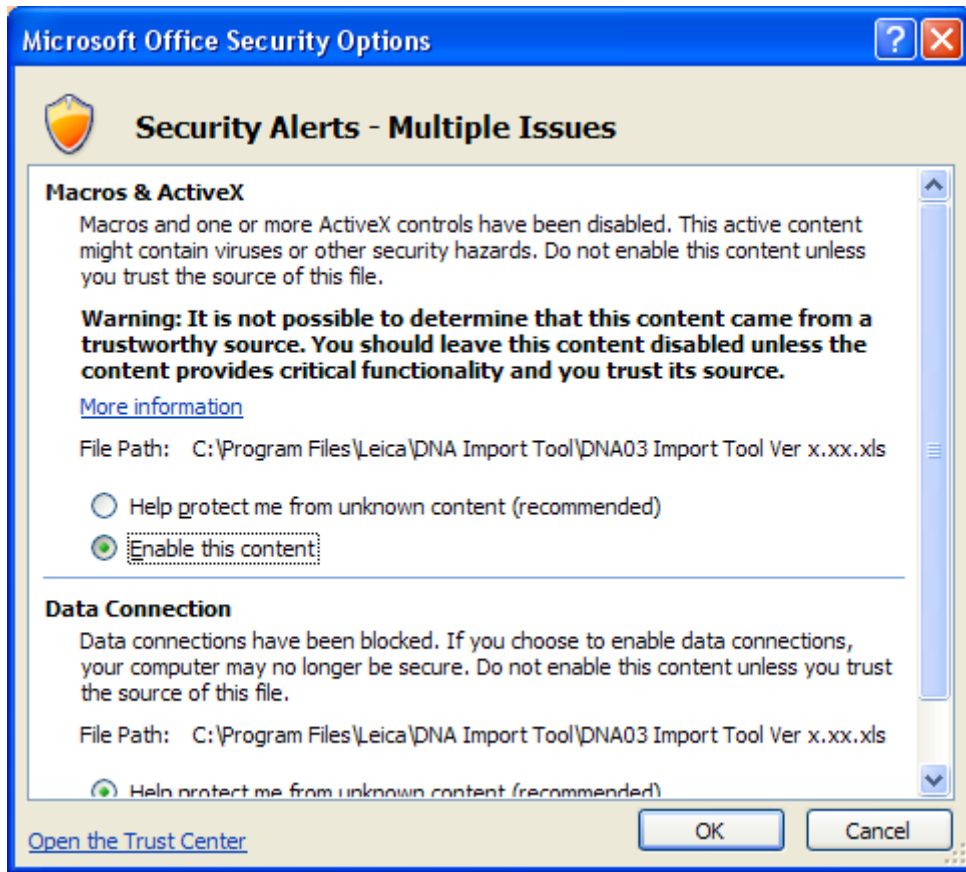 Microsoft Office Security Options
Security Alerts - Multiple Issues
Macros & ActiveX
Macros and one or more ActiveX controls have been disabled. This active content
might contain viruses or other security hazards. Do not enable this content unless
you trust the source of this file.
Warning: It is not possible to determine that this content came from a
trustworthy source. You should leave this content disabled unless the
content provides critical functionality and you trust its source.
More information
File Path: C:\Program Files\Leica\DNA Import Tool\DNA03 Import Tool Ver x.xx.xls
Help protect me from unknown content (recommended)
Enable this content
Data Connection
Data connections have been blocked. If you choose to enable data connections,
your computer may no longer be secure. Do not enable this content unless you trust
the source of this file.
File Path: C:\Program Files\Leica\DNA Import Tool\DNA03 Import Tool Ver x.xx.xls
Help protect me from unknown content (recommended)
Open the Trust Center
OK
Cancel